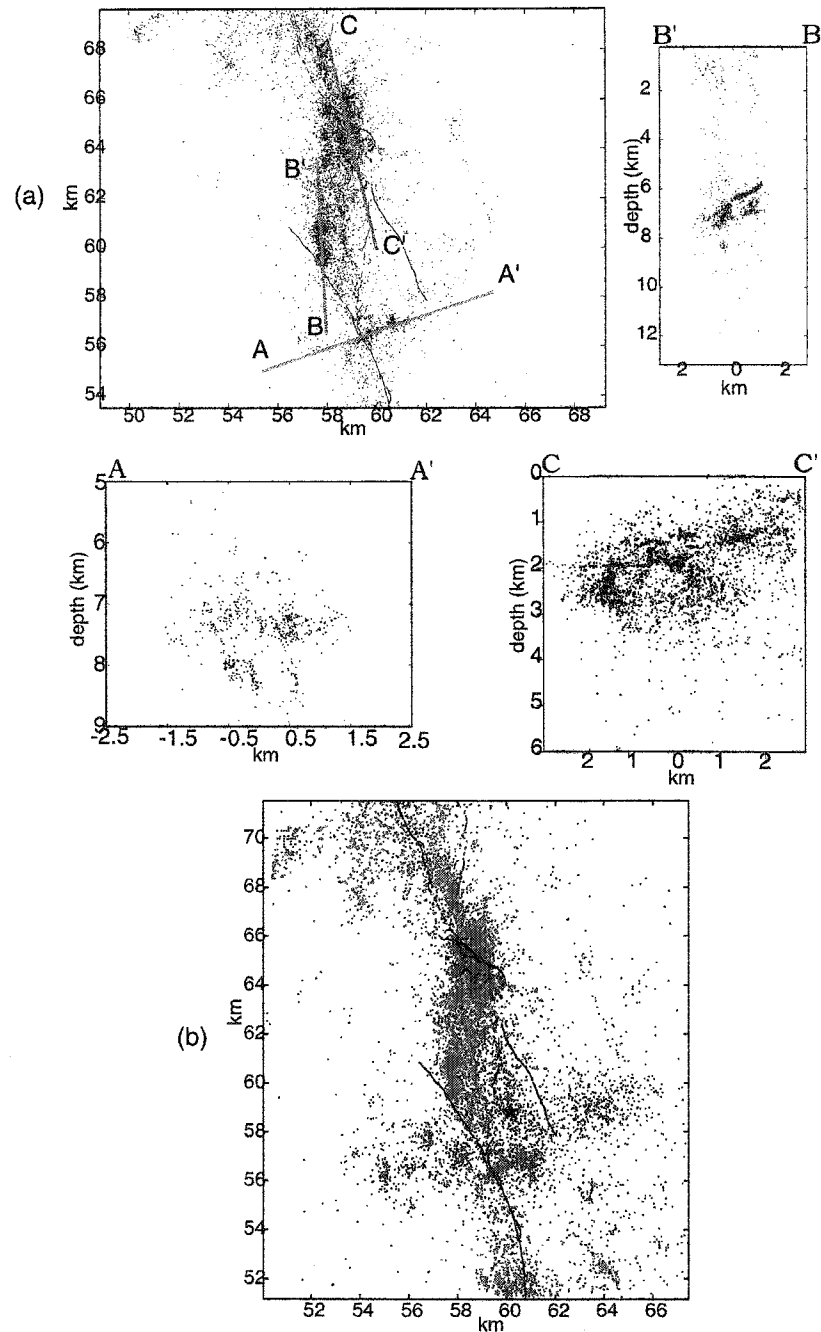 (a)
km
68
66
64
62
60
58
56
54
50 52 54 56 58 60 62 64 66 68
km
C
B'
C'
A'
B
A
B' B
depth (km)
2
4
6
8
10
12
2 0 2
km
A A'
depth (km)
5
6
7
8
9
-2.5 -1.5 -0.5 0.5 1.5 2.5
km
C C'
depth (km)
0
1
2
3
4
5
6
2 1 0 1 2
km
(b)
km
70
68
66
64
62
60
58
56
54
52
52 54 56 58 60 62 64 66
km